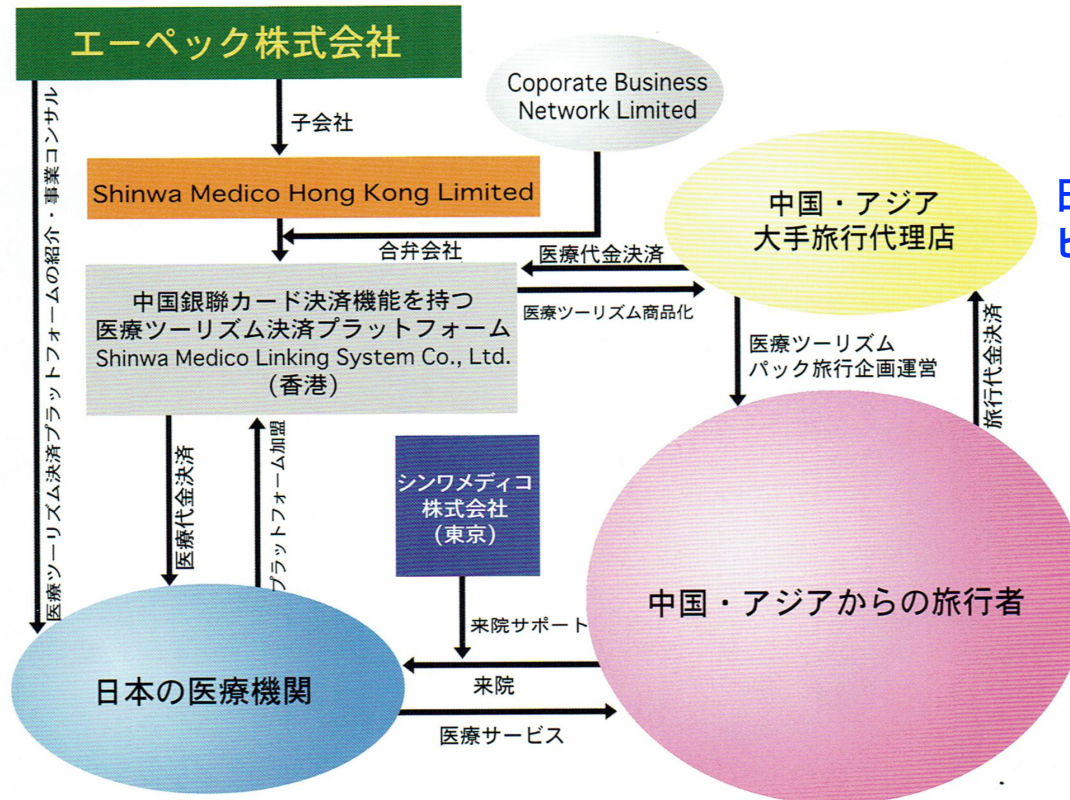 エーペック株式会社
Coporate Business
Network Limited
子会社
Shinwa Medico Hong Kong Limited
合弁会社
中国・アジア
大手旅行代理店
医療代金決済
医療ツーリズム商品化
中国銀聯カード決済機能を持つ
医療ツーリズム決済プラットフォーム
Shinwa Medico Linking System Co., Ltd.
(香港)
医療ツーリズム
パック旅行企画運営
旅行代金決済
医療ツーリズム決済プラットフォームの紹介・事業コンサル
医療代金決済
プラットフォーム加盟
シンワメディコ
株式会社
(東京)
中国・アジアからの旅行者
来院サポート
来院
日本の医療機関
医療サービス